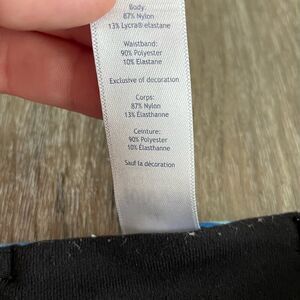 Body:
87% Nylon
13% Lycra® elastane
Waistband:
90% Polyester
10% Elastane
Exclusive of decoration
Corps:
87% Nylon
13% Élasthanne
Ceinture:
90% Polyester
10% Élasthanne
Sauf la décoration